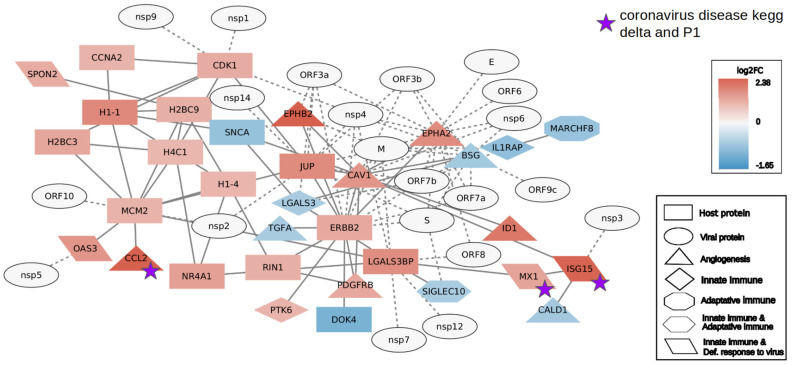 coronavirus disease kegg
delta and P1
nsp9
nsp1
CCNA2
CDK1
SPON2
ORF3a
ORF3b
E
ORF6
nsp14
H1-1
H2BC9
nsp4
EPHB2
nsp6
SNCA
EPHA2
MARCHF8
H2BC3
H4C1
M
BSG
IL1RAP
JUP
CAV1
H1-4
ORF7b
ORF9c
ORF10
LGALS3
ORF7a
MCM2
nsp2
TGFA
ERBB2
S
ID1
nsp3
OAS3
CCL2
nsp5
NR4A1
RIN1
LGALS3BP
ORF8
MX1
ISG15
PDGFRB
SIGLEC10
PTK6
DOK4
CALD1
nsp12
nsp7
log2FC
2.38
0
-1.65
Host protein
Viral protein
Angiogenesis
Innate Immune
Adaptive Immune
Innate Immune &
Adaptive Immune
Innate Immune &
Def. response to virus